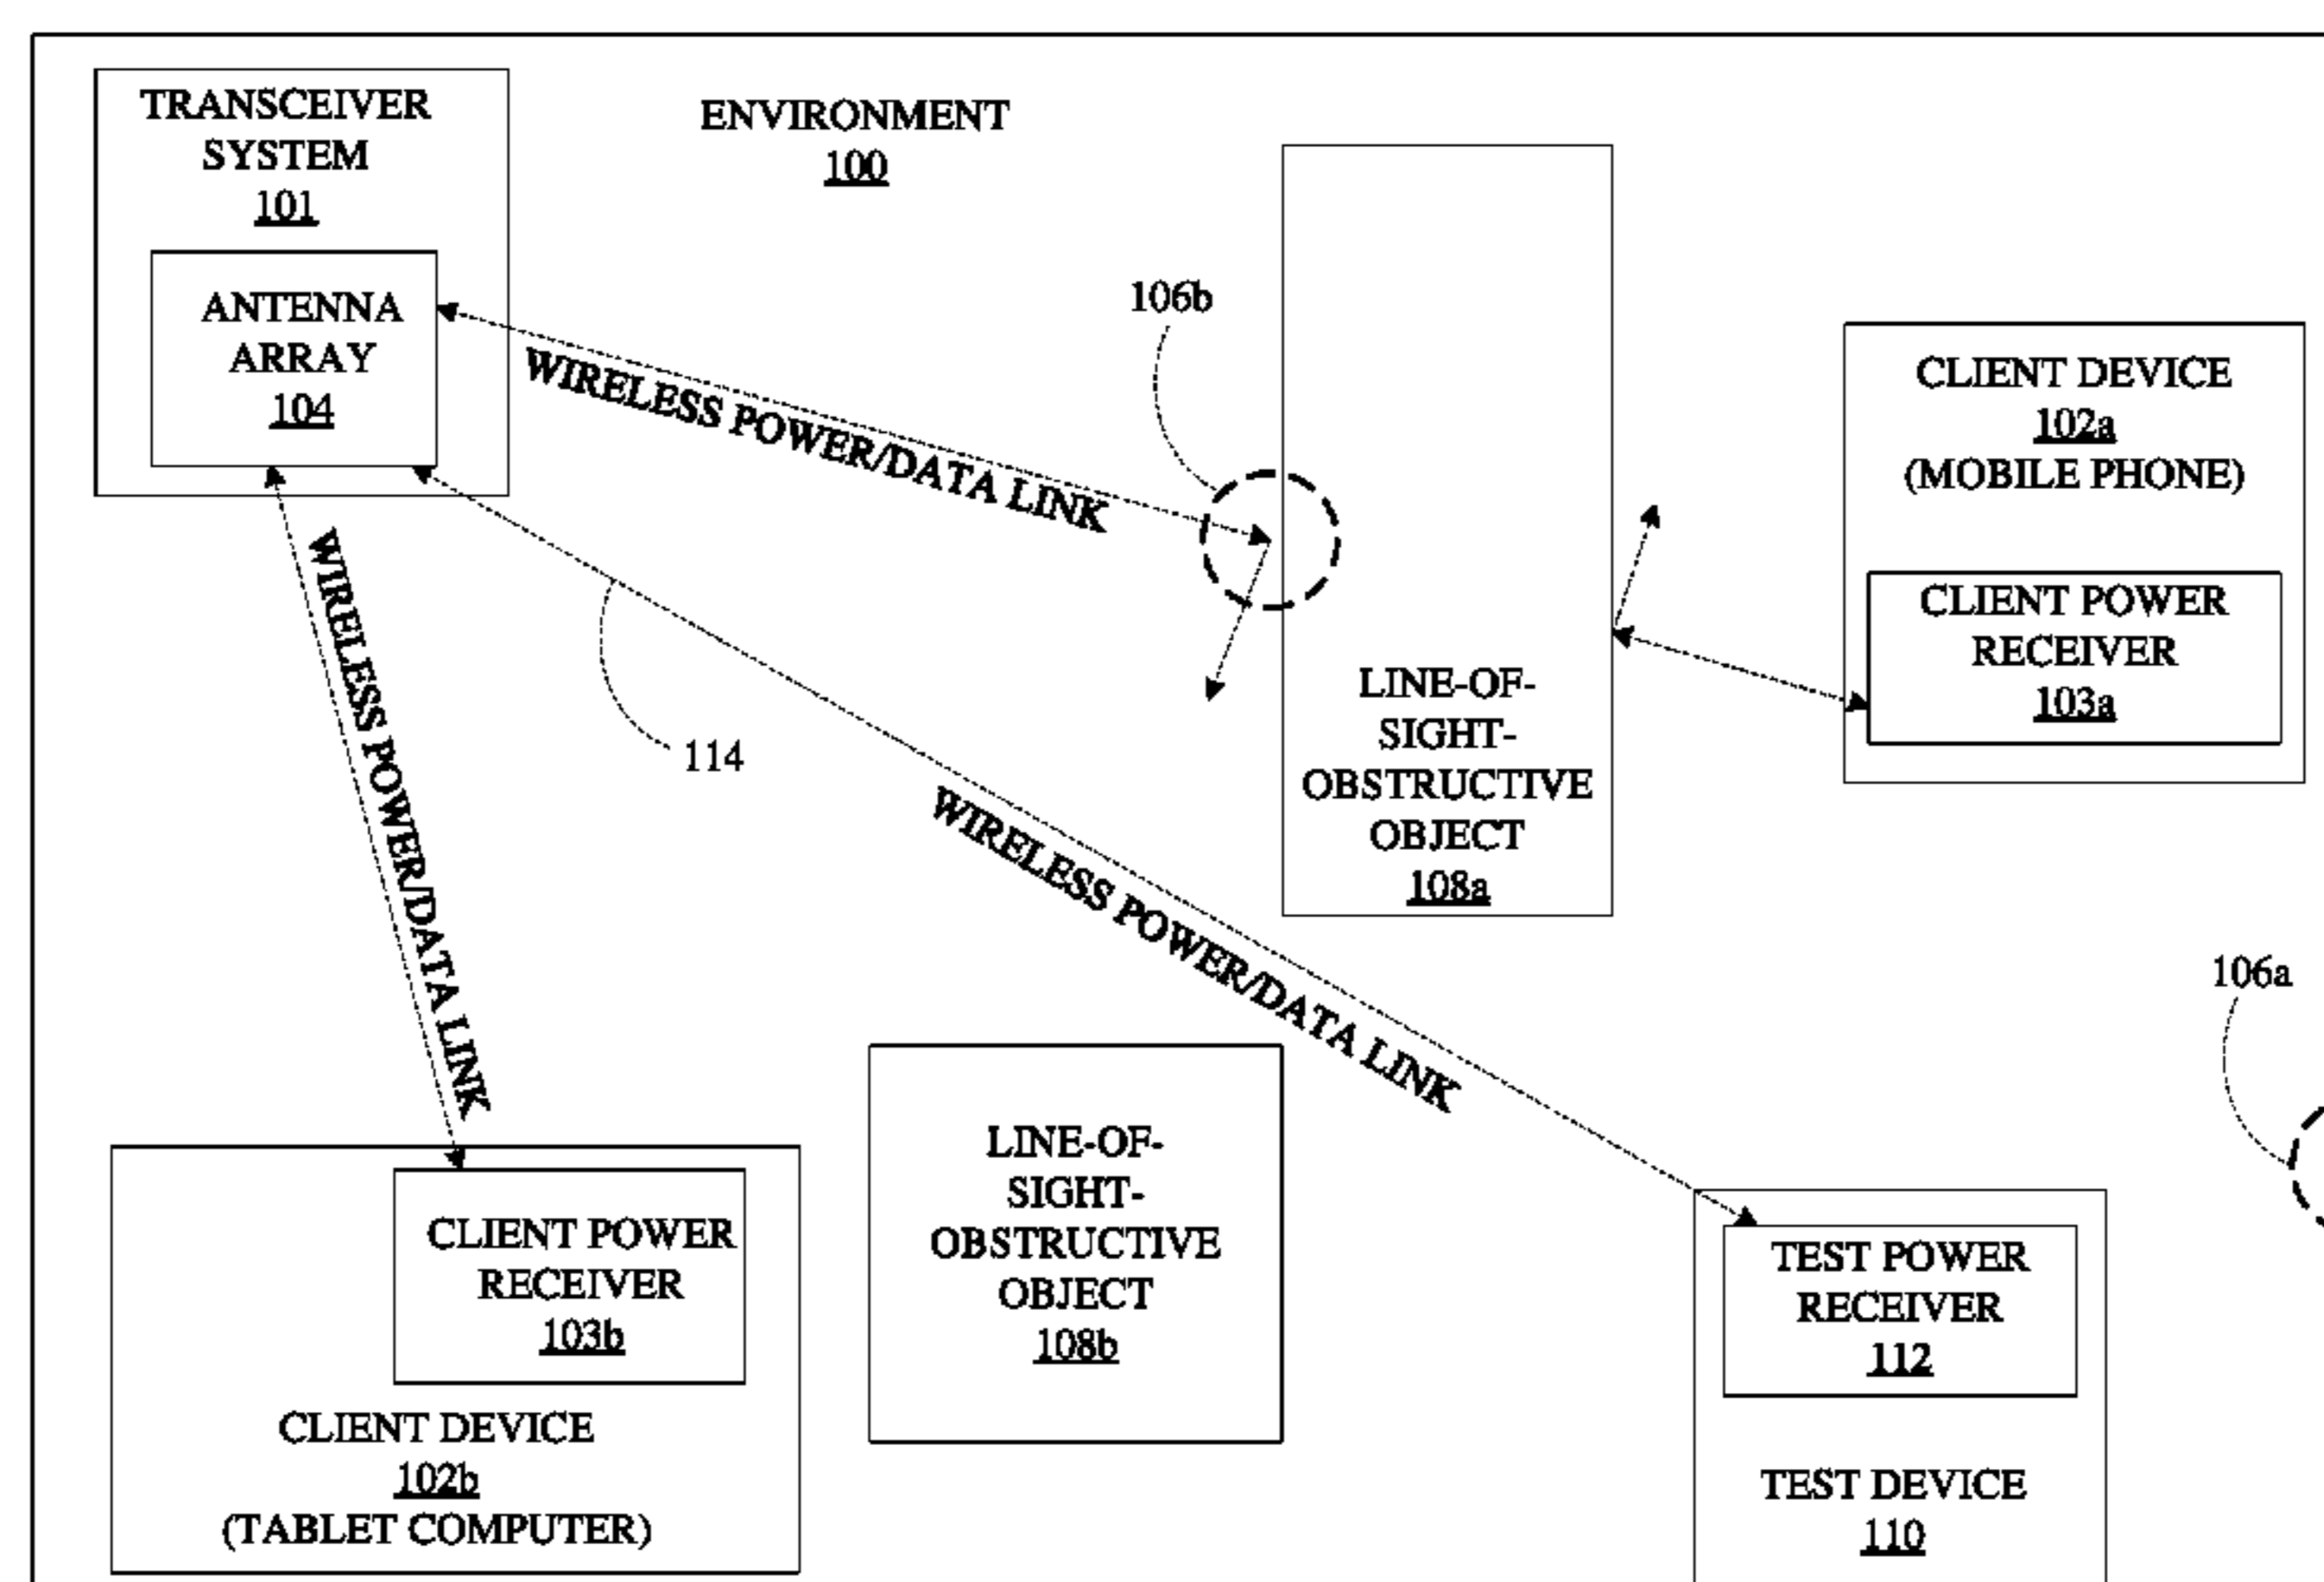 TRANSCEIVER
SYSTEM
101
ANTENNA
ARRAY
104
ENVIRONMENT
100
106b
WIRELESS POWER/DATA LINK
LINE-OF-
SIGHT-
OBSTRUCTIVE
OBJECT
108a
CLIENT DEVICE
102a
(MOBILE PHONE)
CLIENT POWER
RECEIVER
103a
WIRELESS POWER/DATA LINK
114
WIRELESS POWER/DATA LINK
106a
CLIENT POWER
RECEIVER
103b
CLIENT DEVICE
102b
(TABLET COMPUTER)
LINE-OF-
SIGHT-
OBSTRUCTIVE
OBJECT
108b
TEST POWER
RECEIVER
112
TEST DEVICE
110